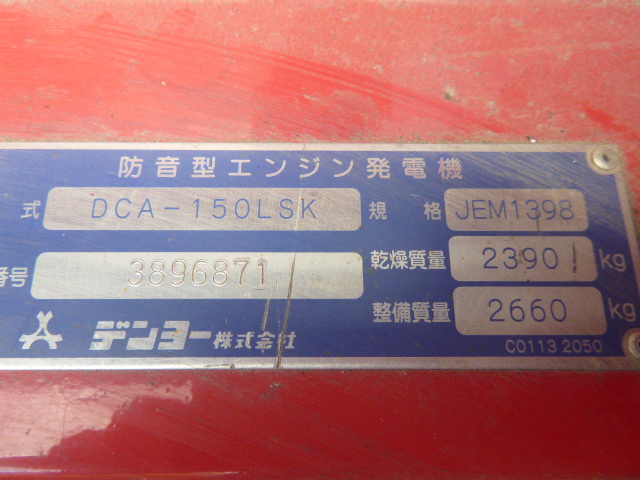 防音型エンジン発電機
式 DCA-150LSK 規格 JEM1398
番号 3896871 乾燥質量 2390 kg
整備質量 2660 kg
デンヨー株式会社 C0113 2050